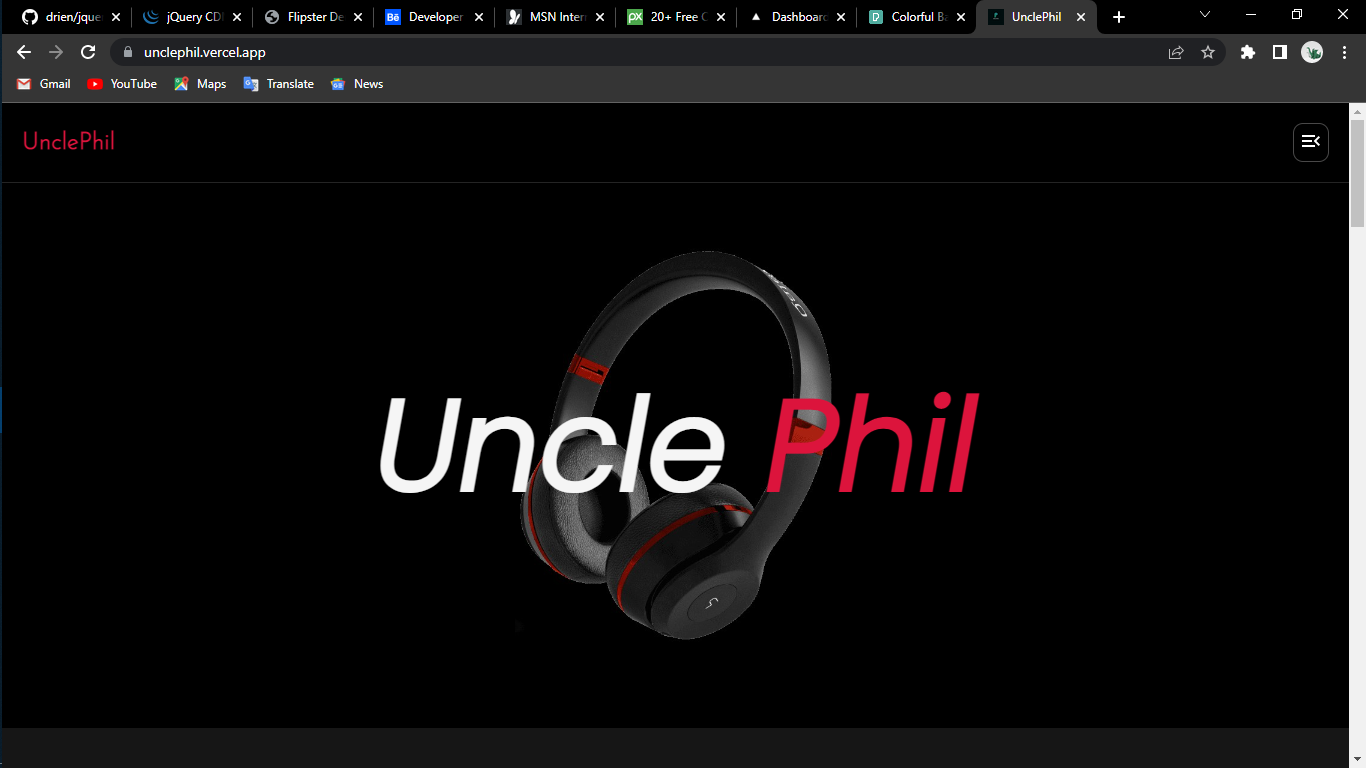 drien/jque
jQuery CD
Flipster De
Developer
MSN Inter
20+ Free C
Dashboard
Colorful Ba
UnclePhil
unclephil.vercel.app
Gmail
YouTube
Maps
Translate
News
UnclePhil
Uncle Phil